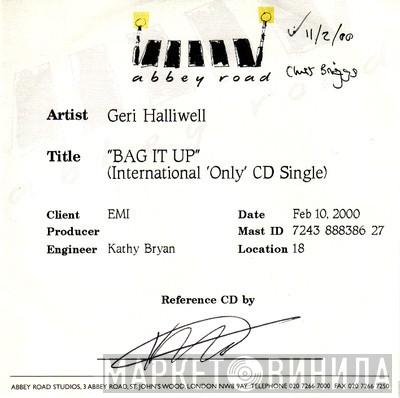 11/2/00
abbey road
Artist Geri Halliwell
Title "BAG IT UP"
(International 'Only' CD Single)
Client EMI Date Feb 10, 2000
Producer Mast ID 7243 888386 27
Engineer Kathy Bryan Location 18
Reference CD by
МАРКЕТ ВИНИЛА
ABBEY ROAD STUDIOS, 3 ABBEY ROAD, ST. JOHN'S WOOD, LONDON NW8 9AY. TELEPHONE 020 7266 7000 FAX 020 7266 7250